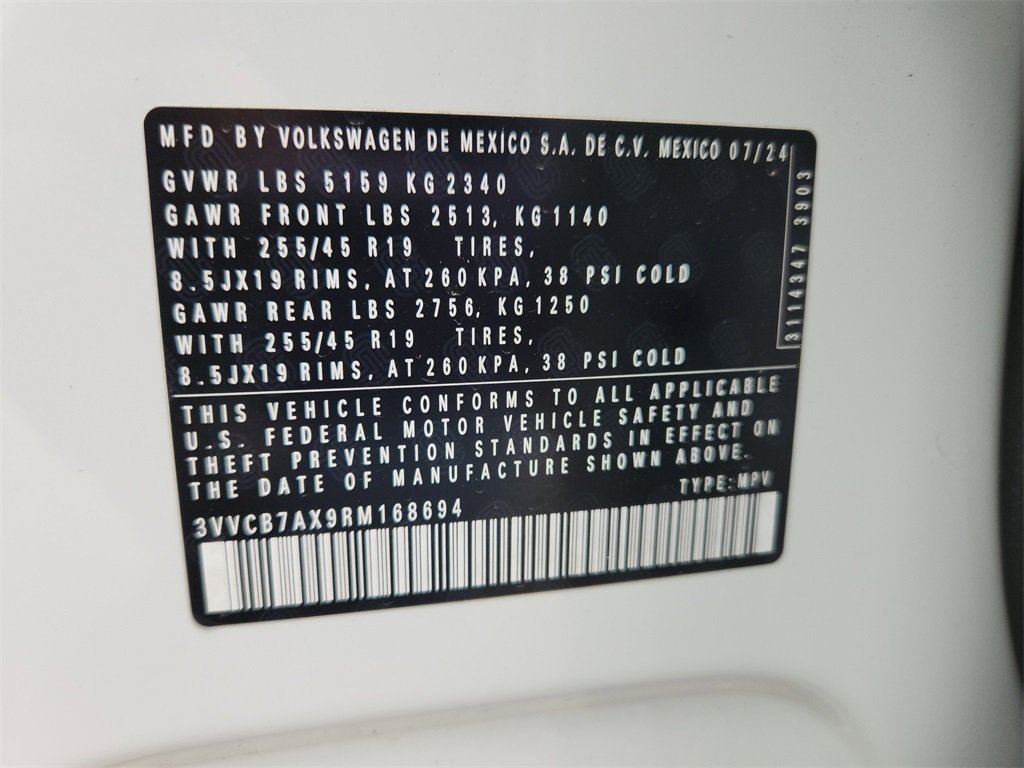 MFD BY VOLKSWAGEN DE MEXICO S.A. DE C.V. MEXICO 07/24
GVWR LBS 5159 KG 2340
GAWR FRONT LBS 2513, KG 1140
WITH 255/45 R19 TIRES,
8.5JX19 RIMS, AT 260 KPA, 38 PSI COLD
GAWR REAR LBS 2756, KG 1250
WITH 255/45 R19 TIRES,
8.5JX19 RIMS, AT 260 KPA, 38 PSI COLD
3114347 3903
THIS VEHICLE CONFORMS TO ALL APPLICABLE
U.S. FEDERAL MOTOR VEHICLE SAFETY AND
THEFT PREVENTION STANDARDS IN EFFECT ON
THE DATE OF MANUFACTURE SHOWN ABOVE.
TYPE: MPV
3VVCB7AX9RM168694